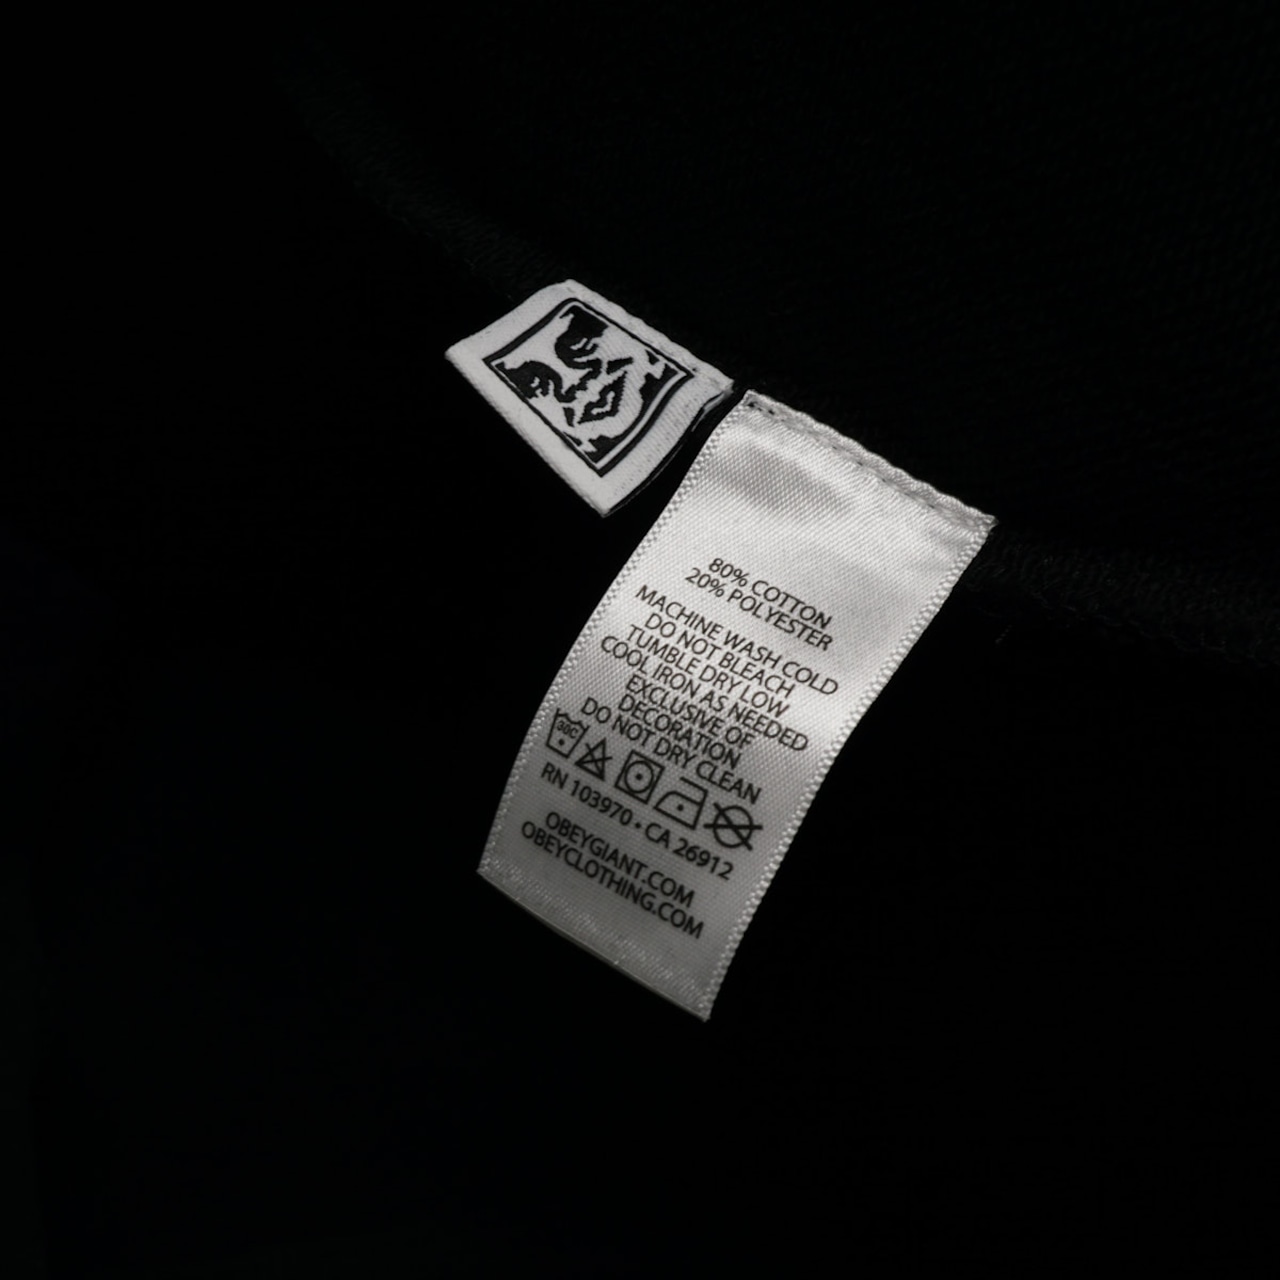 80% COTTON
20% POLYESTER
MACHINE WASH COLD
DO NOT BLEACH
TUMBLE DRY LOW
COOL IRON AS NEEDED
EXCLUSIVE OF
DECORATION
DO NOT DRY CLEAN
30C
RN 103970 • CA 26912
OBEYGIANT.COM
OBEYCLOTHING.COM